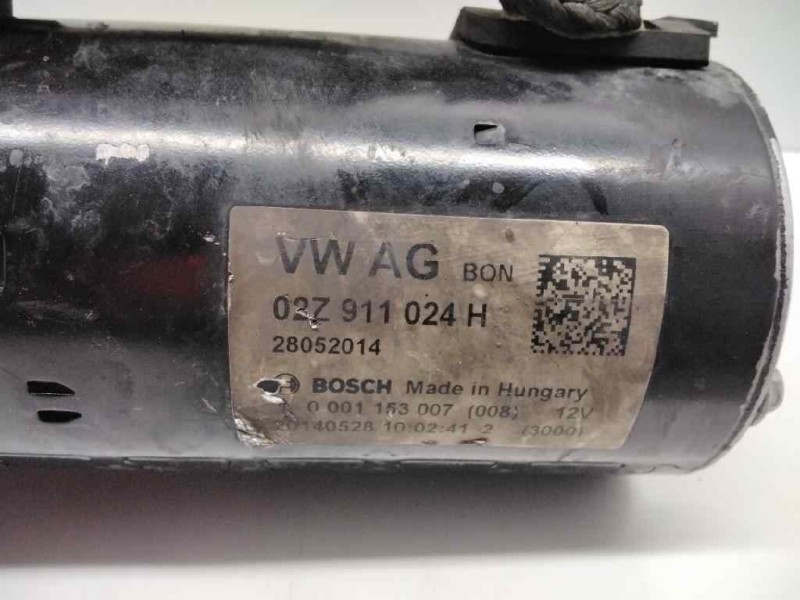 VW AG BON
02Z 911 024 H
28052014
BOSCH Made in Hungary
0 001 153 007 (008) 12V
20140528 10:02:41 2 (3000)